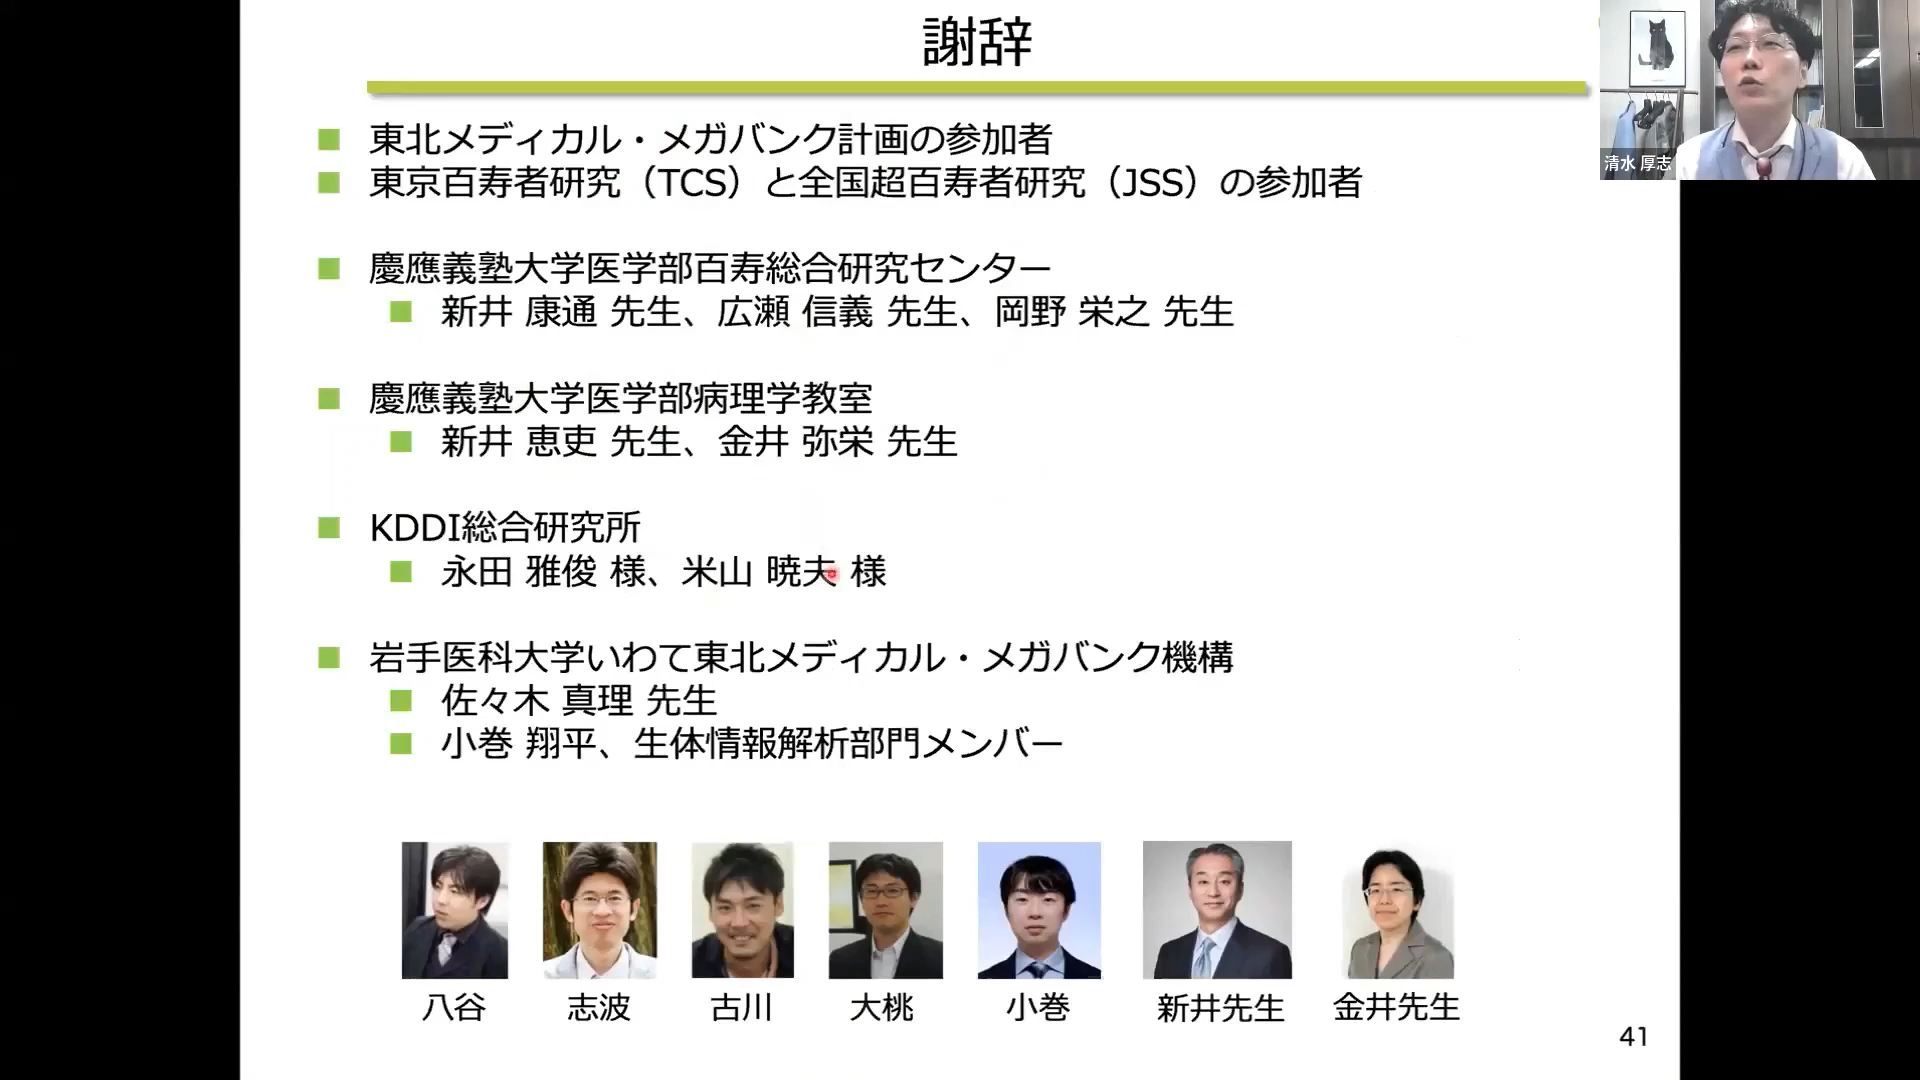 謝辞
清水 厚志
東北メディカル・メガバンク計画の参加者
東京百寿者研究（TCS）と全国超百寿者研究（JSS）の参加者
慶應義塾大学医学部百寿総合研究センター
新井 康通 先生、広瀬 信義 先生、岡野 栄之 先生
慶應義塾大学医学部病理学教室
新井 恵吏 先生、金井 弥栄 先生
KDDI総合研究所
永田 雅俊 様、米山 暁夫 様
岩手医科大学いわて東北メディカル・メガバンク機構
佐々木 真理 先生
小巻 翔平、生体情報解析部門メンバー
八谷
志波
古川
大桃
小巻
新井先生
金井先生
41